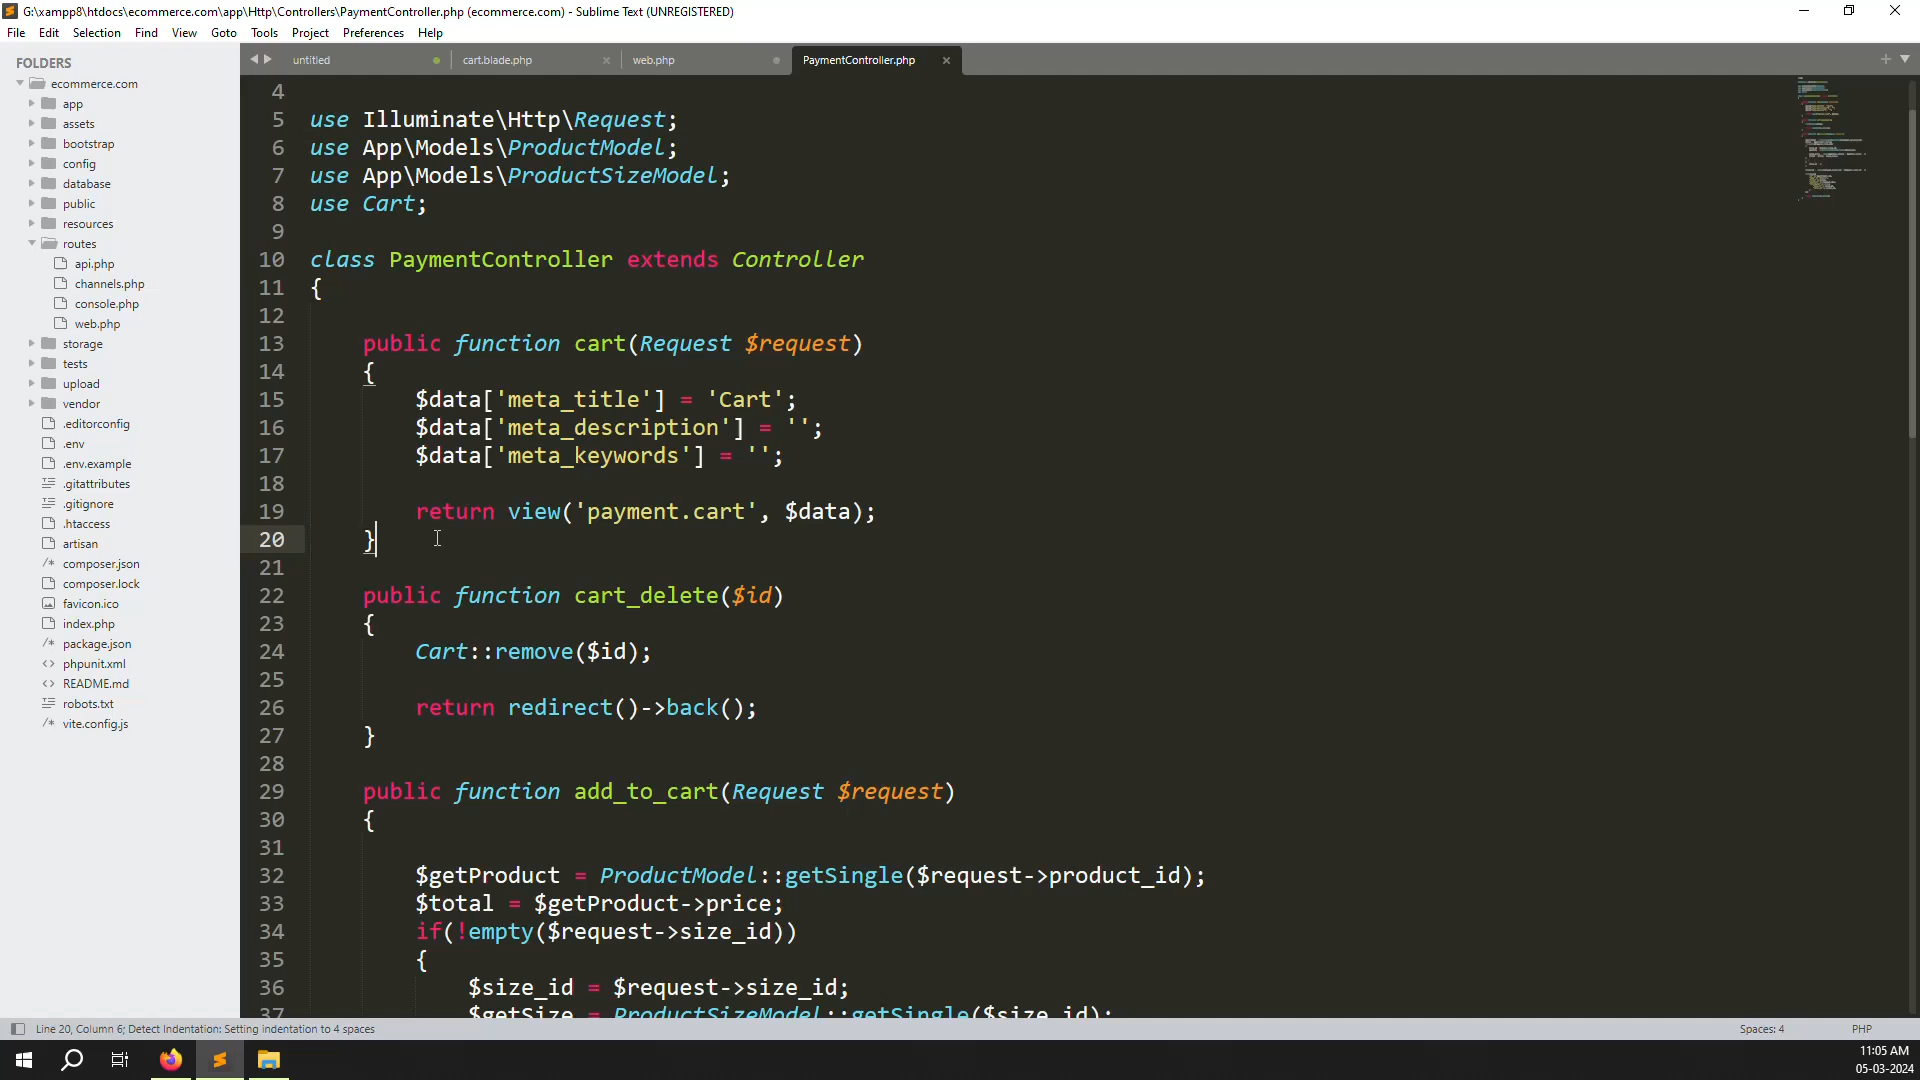 G:\xampp8\htdocs\ecommerce.com\app\Http\Controllers\PaymentController.php (ecommerce.com) - Sublime Text (UNREGISTERED)
File Edit Selection Find View Goto Tools Project Preferences Help
untitled cart.blade.php web.php PaymentController.php
FOLDERS
ecommerce.com
app
assets
bootstrap
config
database
public
resources
routes
api.php
channels.php
console.php
web.php
storage
tests
upload
vendor
.editorconfig
.env
.env.example
.gitattributes
.gitignore
.htaccess
artisan
composer.json
composer.lock
favicon.ico
index.php
package.json
phpunit.xml
README.md
robots.txt
vite.config.js
4
5 use Illuminate\Http\Request;
6 use App\Models\ProductModel;
7 use App\Models\ProductSizeModel;
8 use Cart;
9
10 class PaymentController extends Controller
11 {
12
13 public function cart(Request $request)
14 {
15 $data['meta_title'] = 'Cart';
16 $data['meta_description'] = '';
17 $data['meta_keywords'] = '';
18
19 return view('payment.cart', $data);
20 }
21
22 public function cart_delete($id)
23 {
24 Cart::remove($id);
25
26 return redirect()->back();
27 }
28
29 public function add_to_cart(Request $request)
30 {
31
32 $getProduct = ProductModel::getSingle($request->product_id);
33 $total = $getProduct->price;
34 if(!empty($request->size_id))
35 {
36 $size_id = $request->size_id;
37 $getSize = ProductSizeModel::getSingle($size_id);
Line 20, Column 6; Detect Indentation: Setting indentation to 4 spaces
Spaces: 4
PHP
11:05 AM
05-03-2024